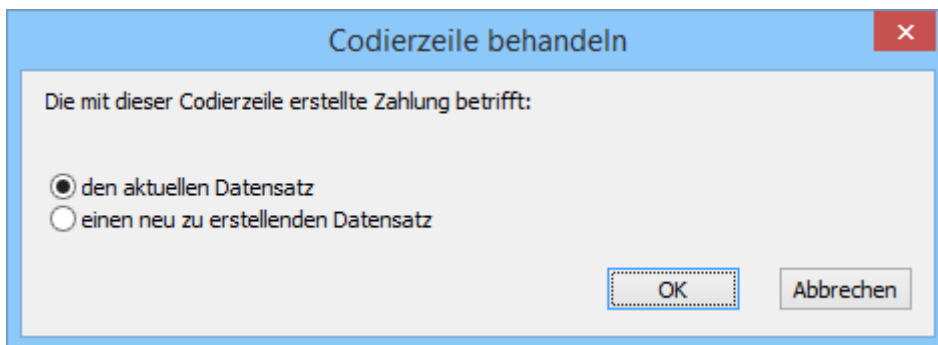 Codierzeile behandeln
Die mit dieser Codierzeile erstellte Zahlung betrifft:
den aktuellen Datensatz
einen neu zu erstellenden Datensatz
OK Abbrechen